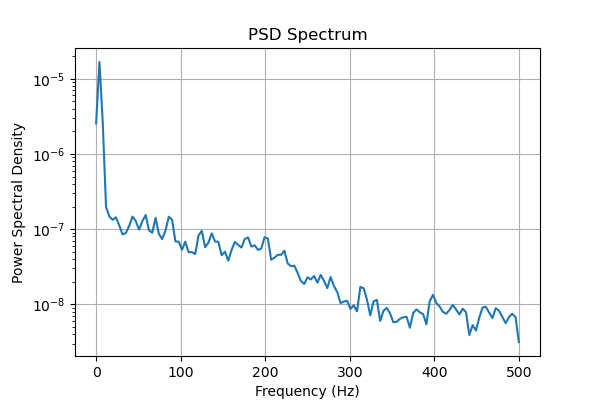 PSD Spectrum
Power Spectral Density
10⁻⁵
10⁻⁶
10⁻⁷
10⁻⁸
0 100 200 300 400 500
Frequency (Hz)